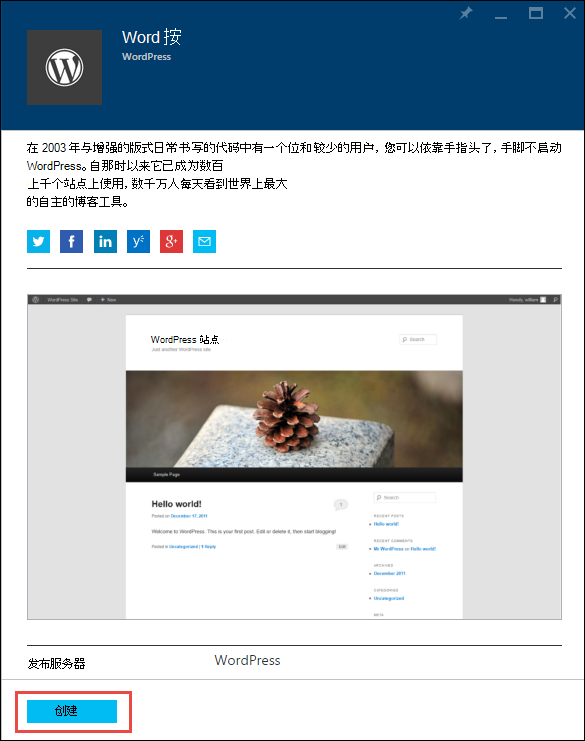 Word 按
WordPress
在 2003 年与增强的版式日常书写的代码中有一个位和较少的用户，您可以依靠手指头了，手脚不启动
WordPress。自那时以来它已成为数百
上千个站点上使用，数千万人每天看到世界上最大
的自主的博客工具。
WordPress Site
+ New
Howdy, william
WordPress 站点
Just another WordPress site
Search
Sample Page
Hello world!
1
Search
Posted on December 17, 2011
RECENT POSTS
Hello world!
Welcome to WordPress. This is your first post. Edit or delete it, then start blogging!
RECENT COMMENTS
Posted in Uncategorized | 1 Reply
Edit
Mr WordPress on Hello world!
ARCHIVES
December 2011
CATEGORIES
Uncategorized
META
发布服务器
WordPress
创建